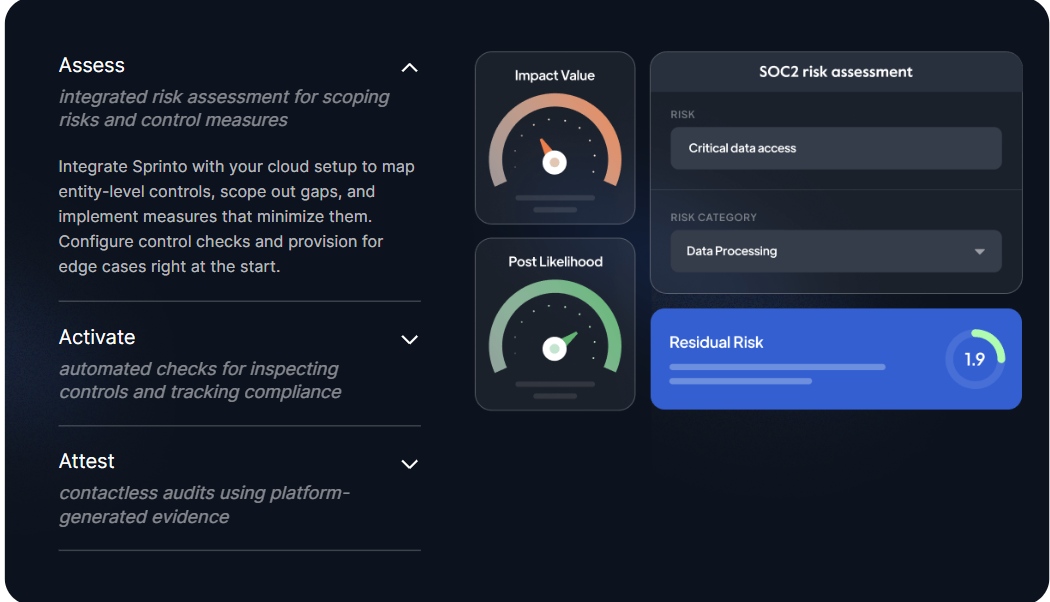 Assess
integrated risk assessment for scoping
risks and control measures
Integrate Sprinto with your cloud setup to map
entity-level controls, scope out gaps, and
implement measures that minimize them.
Configure control checks and provision for
edge cases right at the start.
Activate
automated checks for inspecting
controls and tracking compliance
Attest
contactless audits using platform-
generated evidence
Impact Value
Post Likelihood
SOC2 risk assessment
RISK
Critical data access
RISK CATEGORY
Data Processing
Residual Risk
1.9